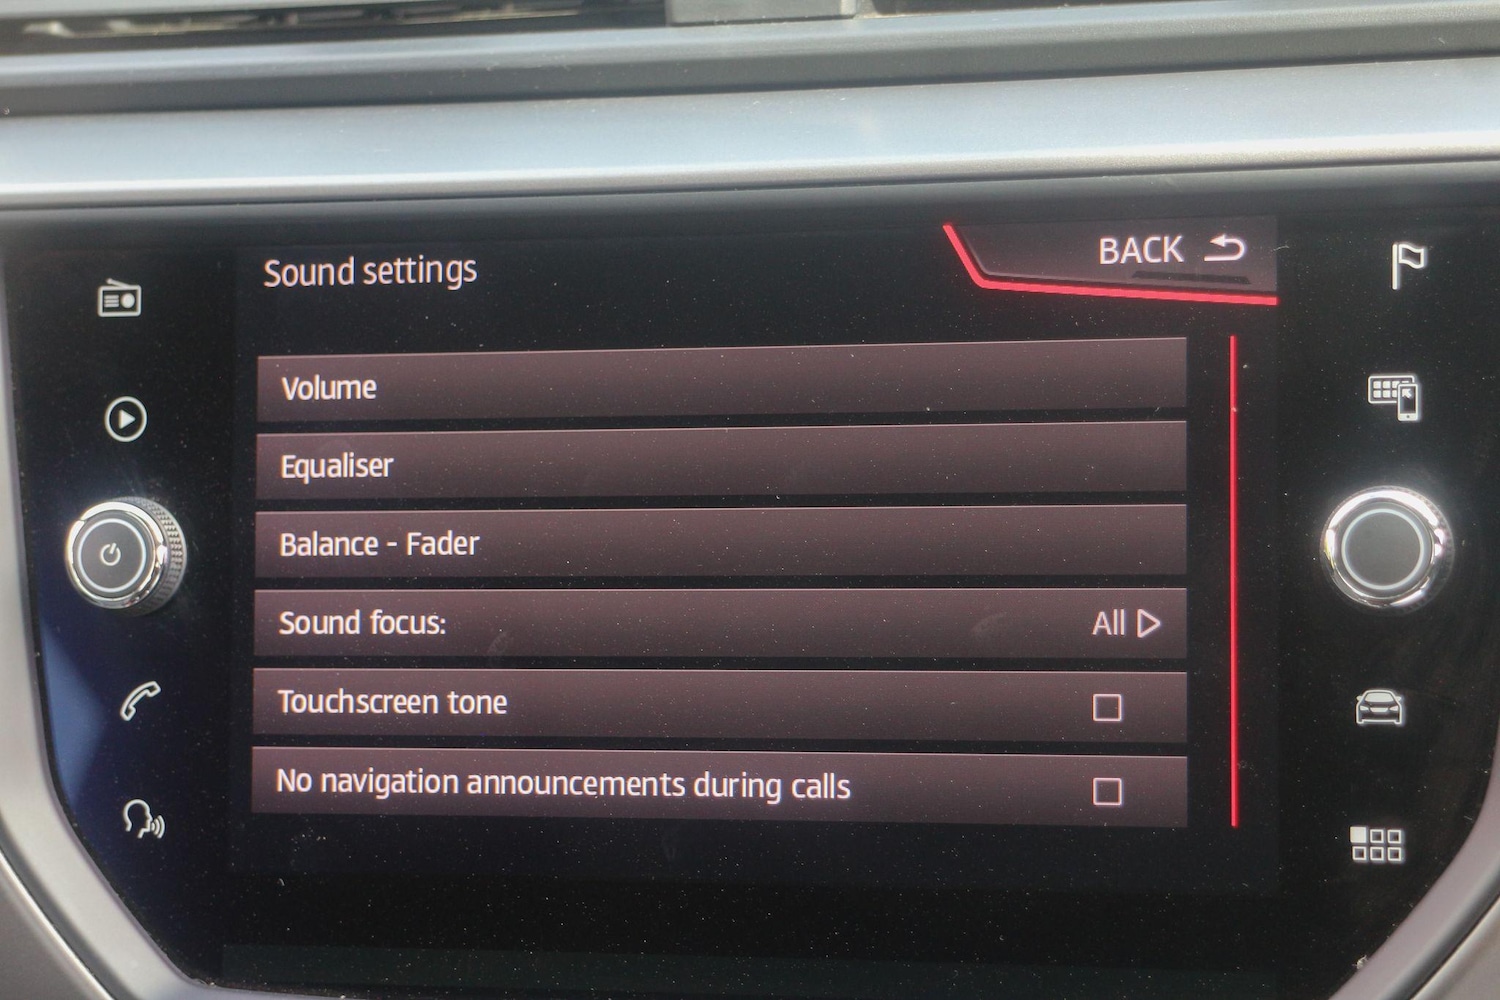 Sound settings
BACK
Volume
Equaliser
Balance - Fader
Sound focus: All
Touchscreen tone
No navigation announcements during calls